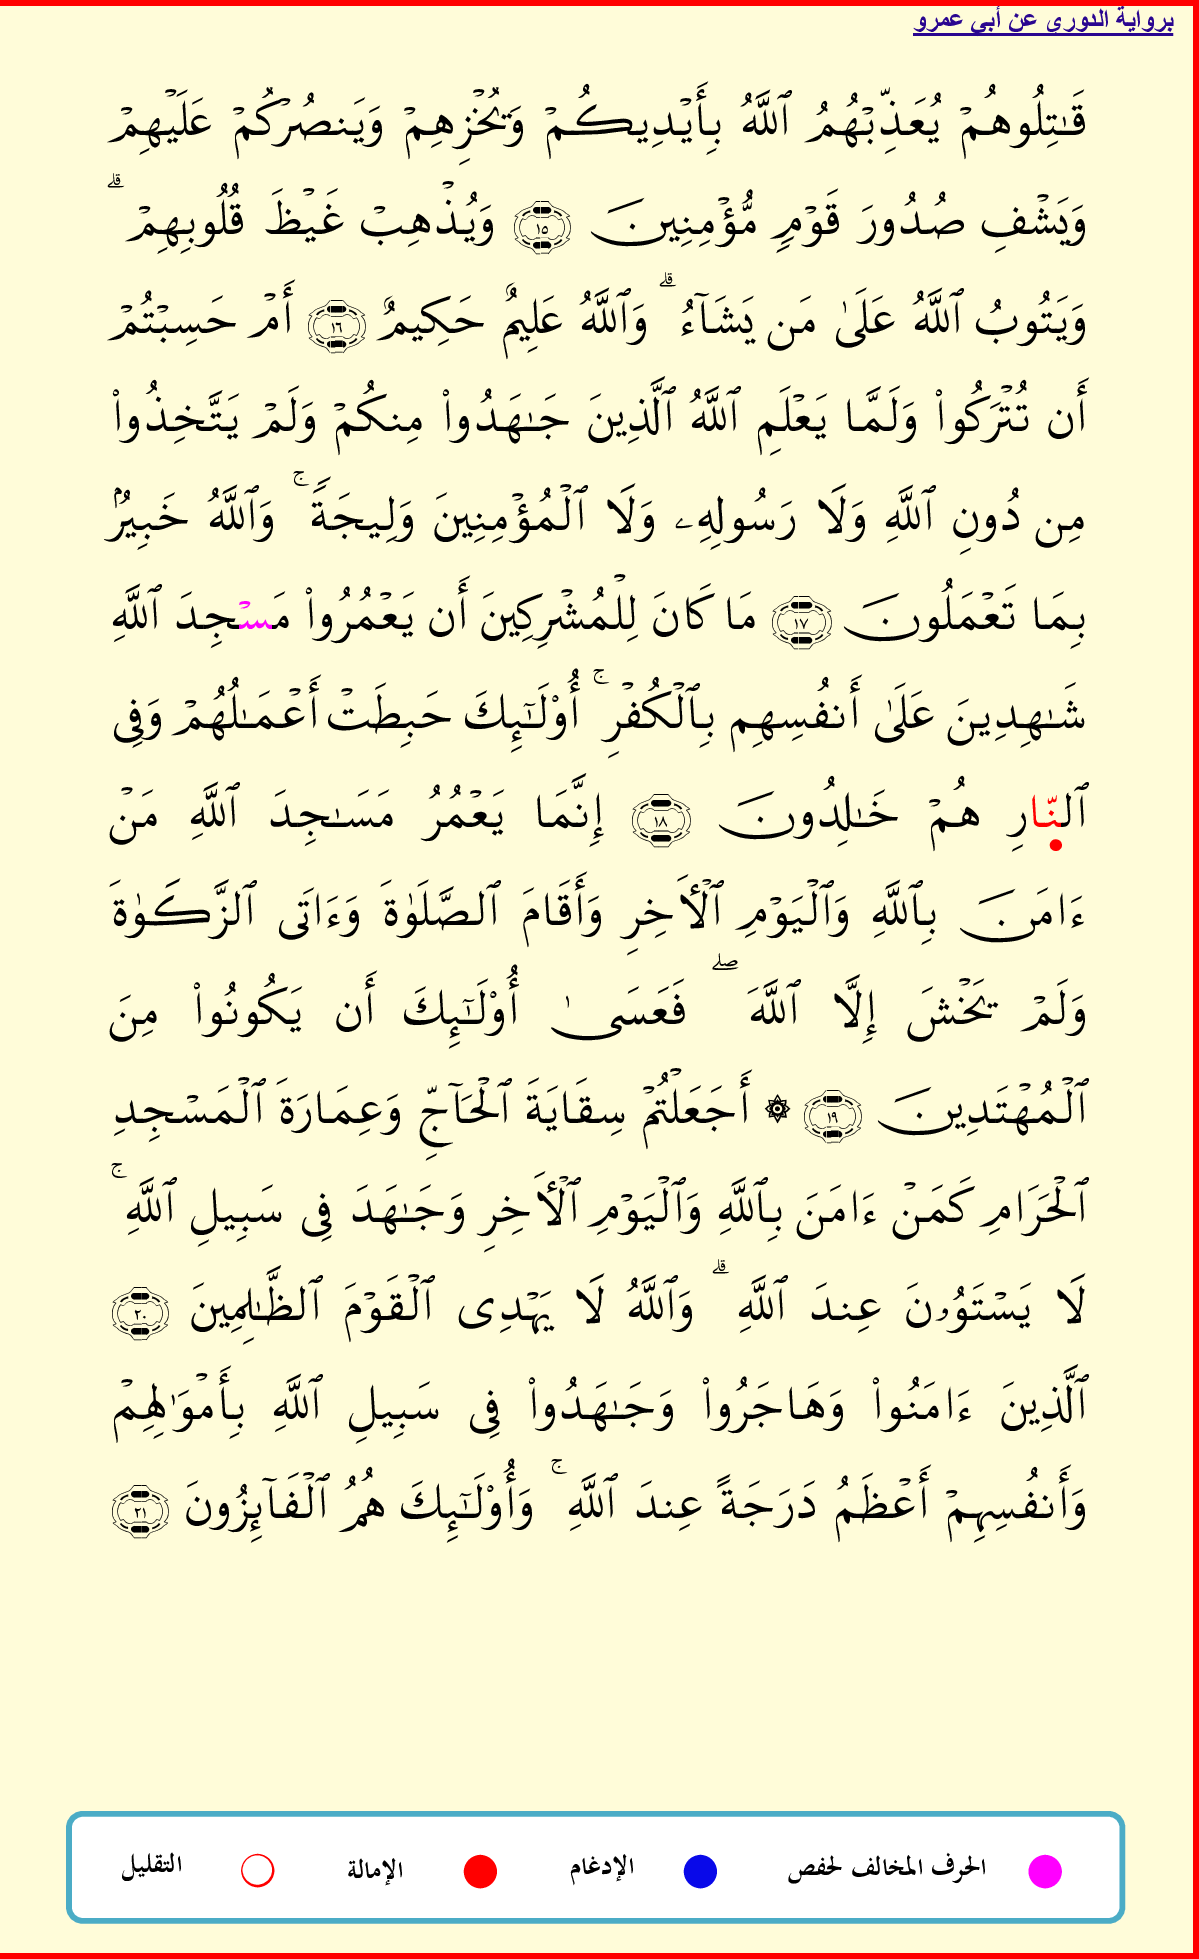 برواية الدوري عن أبي عمرو
قَٰتِلُوهُمۡ يُعَذِّبۡهُمُ ٱللَّهُ بِأَيۡدِيكُمۡ وَيُخۡزِهِمۡ وَيَنصُرۡكُمۡ عَلَيۡهِمۡ
وَيَشۡفِ صُدُورَ قَوۡمٖ مُّؤۡمِنِينَ ١٥ وَيُذۡهِبۡ غَيۡظَ قُلُوبِهِمۡۗ
وَيَتُوبُ ٱللَّهُ عَلَىٰ مَن يَشَآءُۗ وَٱللَّهُ عَلِيمٌ حَكِيمٌ ١٦ أَمۡ حَسِبۡتُمۡ
أَن تُتۡرَكُواْ وَلَمَّا يَعۡلَمِ ٱللَّهُ ٱلَّذِينَ جَٰهَدُواْ مِنكُمۡ وَلَمۡ يَتَّخِذُواْ
مِن دُونِ ٱللَّهِ وَلَا رَسُولِهِۦ وَلَا ٱلۡمُؤۡمِنِينَ وَلِيجَةٗۚ وَٱللَّهُ خَبِيرُۢ
بِمَا تَعۡمَلُونَ ١٧ مَا كَانَ لِلۡمُشۡرِكِينَ أَن يَعۡمُرُواْ مَسۡجِدَ ٱللَّهِ
شَٰهِدِينَ عَلَىٰ أَنفُسِهِم بِٱلۡكُفۡرِۚ أُوْلَٰٓئِكَ حَبِطَتۡ أَعۡمَٰلُهُمۡ وَفِي
ٱلنَّارِ هُمۡ خَٰلِدُونَ ١٨ إِنَّمَا يَعۡمُرُ مَسَٰجِدَ ٱللَّهِ مَنۡ
ءَامَنَ بِٱللَّهِ وَٱلۡيَوۡمِ ٱلۡأٓخِرِ وَأَقَامَ ٱلصَّلَوٰةَ وَءَاتَى ٱلزَّكَوٰةَ
وَلَمۡ يَخۡشَ إِلَّا ٱللَّهَۖ فَعَسَىٰ أُوْلَٰٓئِكَ أَن يَكُونُواْ مِنَ
ٱلۡمُهۡتَدِينَ ١٩ ۞ أَجَعَلۡتُمۡ سِقَايَةَ ٱلۡحَآجِّ وَعِمَارَةَ ٱلۡمَسۡجِدِ
ٱلۡحَرَامِ كَمَنۡ ءَامَنَ بِٱللَّهِ وَٱلۡيَوۡمِ ٱلۡأٓخِرِ وَجَٰهَدَ فِي سَبِيلِ ٱللَّهِۚ
لَا يَسۡتَوُۥنَ عِندَ ٱللَّهِۗ وَٱللَّهُ لَا يَهۡدِي ٱلۡقَوۡمَ ٱلظَّٰلِمِينَ ٢٠
ٱلَّذِينَ ءَامَنُواْ وَهَاجَرُواْ وَجَٰهَدُواْ فِي سَبِيلِ ٱللَّهِ بِأَمۡوَٰلِهِمۡ
وَأَنفُسِهِمۡ أَعۡظَمُ دَرَجَةً عِندَ ٱللَّهِۚ وَأُوْلَٰٓئِكَ هُمُ ٱلۡفَآئِزُونَ ٢١
الحرف المخالف لحفص الإدغام الإمالة التقليل